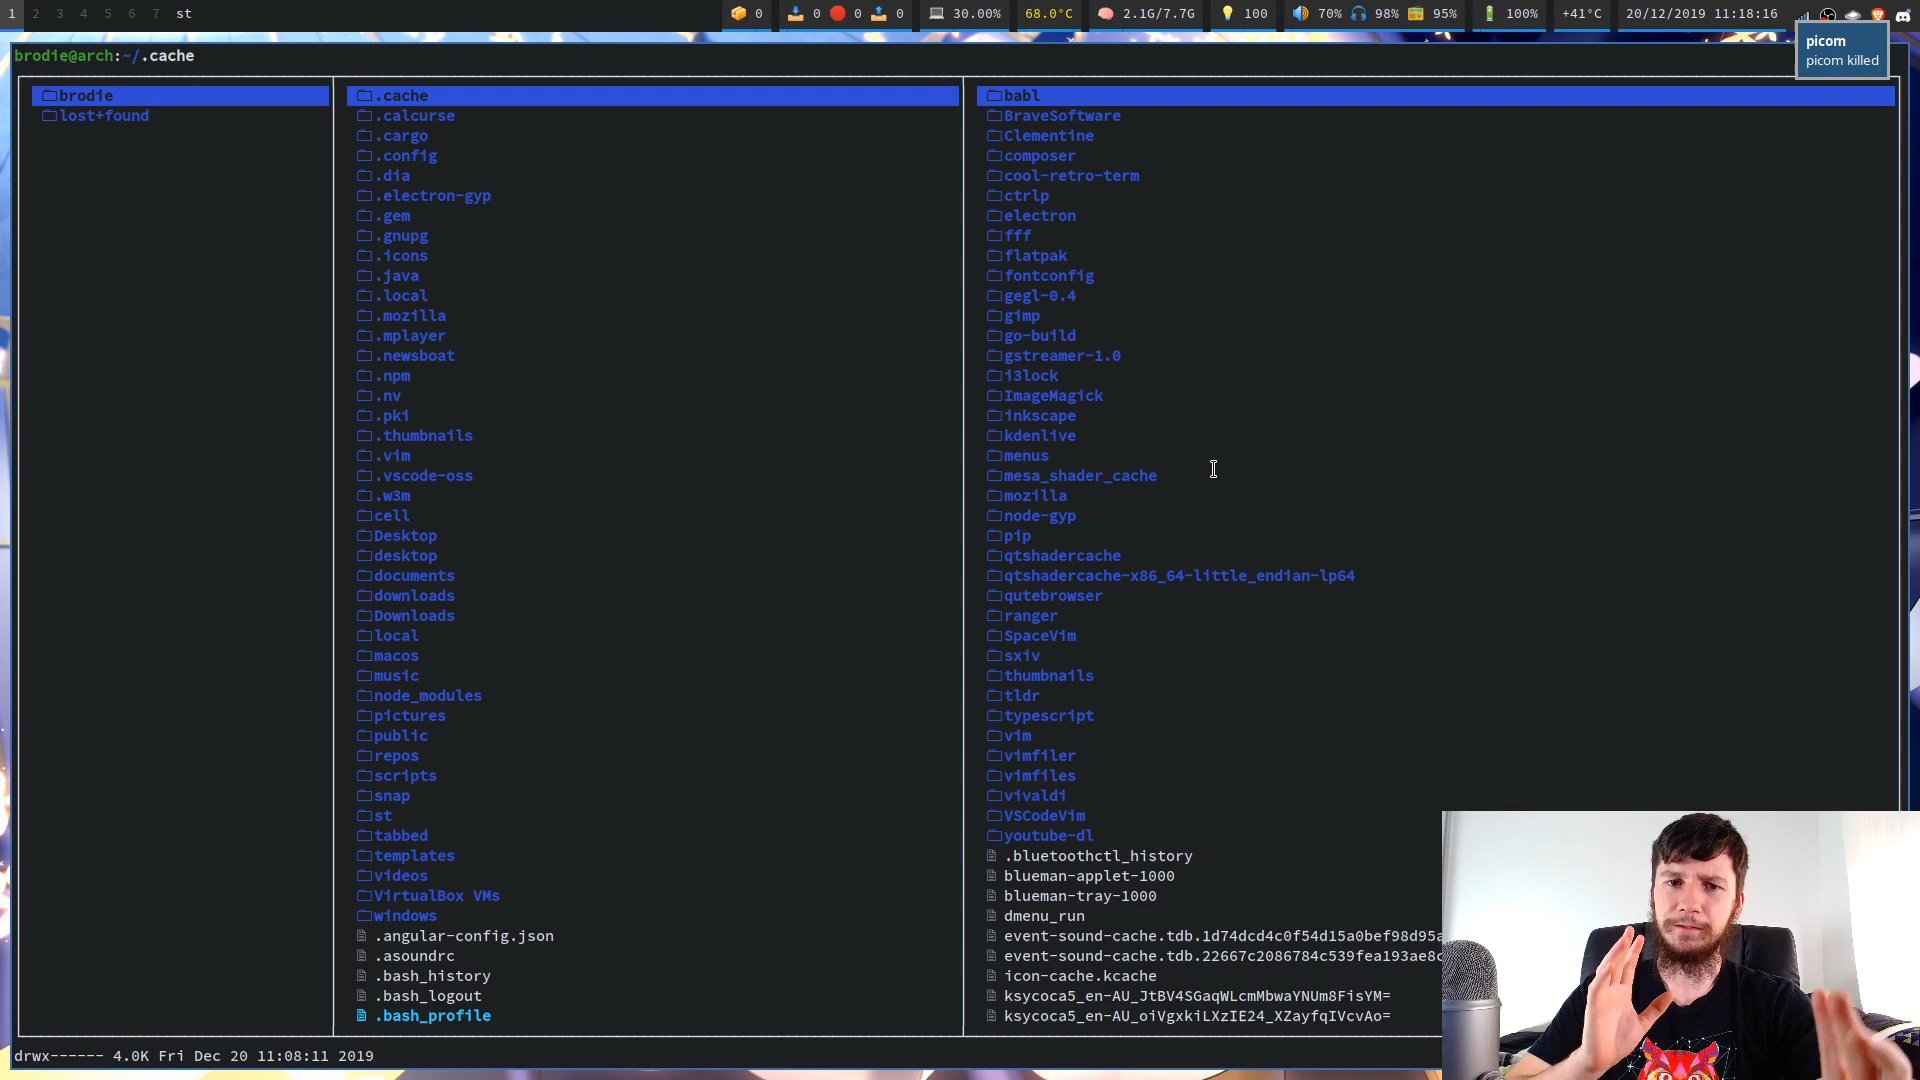 1 2 3 4 5 6 7 st 0 0 0 0 30.00% 68.0°C 2.1G/7.7G 100 70% 98% 95% 100% +41°C 20/12/2019 11:18:16
picom
picom killed
brodie@arch:~/.cache
brodie
lost+found
.cache
.calcurse
.cargo
.config
.dia
.electron-gyp
.gem
.gnupg
.icons
.java
.local
.mozilla
.mplayer
.newsboat
.npm
.nv
.pki
.thumbnails
.vim
.vscode-oss
.w3m
cell
Desktop
desktop
documents
downloads
Downloads
local
macos
music
node_modules
pictures
public
repos
scripts
snap
st
tabbed
templates
videos
VirtualBox VMs
windows
.angular-config.json
.asoundrc
.bash_history
.bash_logout
.bash_profile
babl
BraveSoftware
Clementine
composer
cool-retro-term
ctrlp
electron
fff
flatpak
fontconfig
gegl-0.4
gimp
go-build
gstreamer-1.0
i3lock
ImageMagick
inkscape
kdenlive
menus
mesa_shader_cache
mozilla
node-gyp
pip
qtshadercache
qtshadercache-x86_64-little_endian-lp64
qutebrowser
ranger
SpaceVim
sxiv
thumbnails
tldr
typescript
vim
vimfiler
vimfiles
vivaldi
VSCodeVim
youtube-dl
.bluetoothctl_history
blueman-applet-1000
blueman-tray-1000
dmenu_run
event-sound-cache.tdb.1d74dcd4c0f54d15a0bef98d95a
event-sound-cache.tdb.22667c2086784c539fea193ae8c
icon-cache.kcache
ksycoca5_en-AU_JtBV4SGaqWLcmMbwaYNUm8FisYM=
ksycoca5_en-AU_oiVgxkiLXzIE24_XZayfqIVcvAo=
drwx------ 4.0K Fri Dec 20 11:08:11 2019